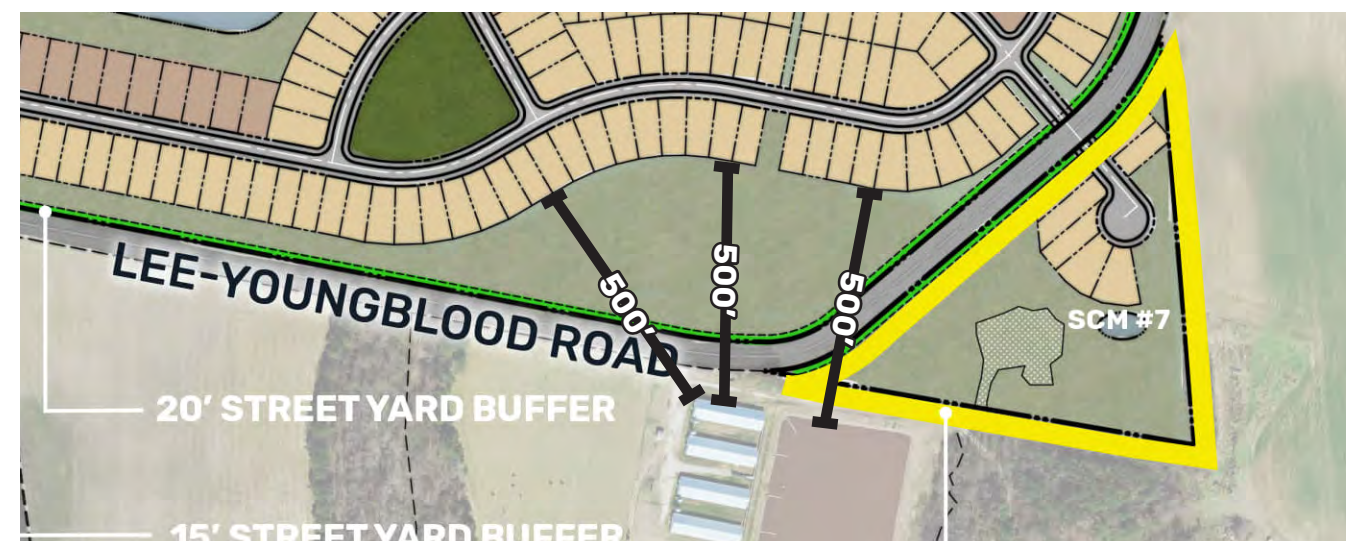 500'
500'
500'
LEE-YOUNGBLOOD ROAD
SCM #7
20' STREET YARD BUFFER
15' STREET YARD BUFFER